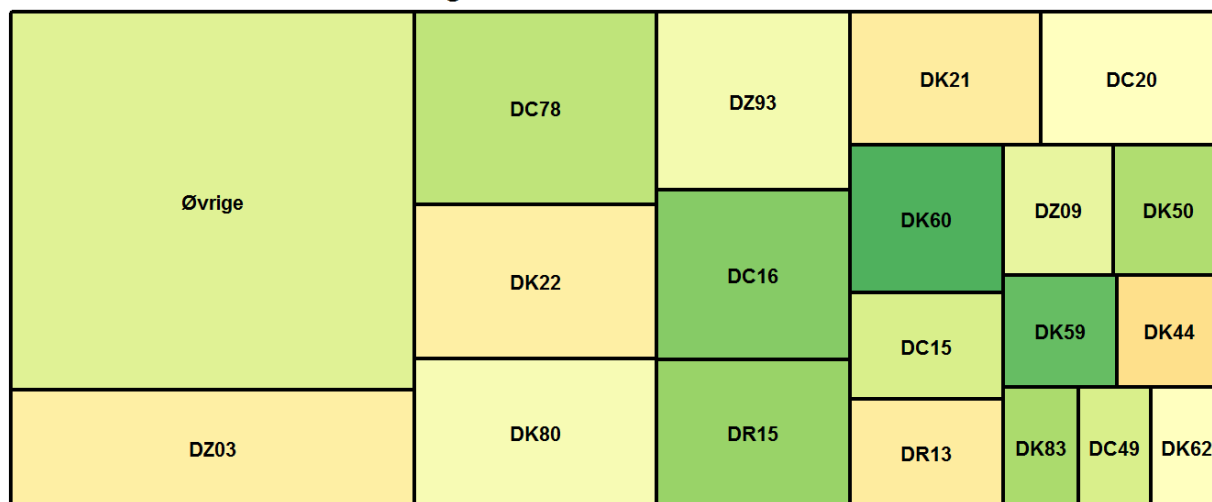 Øvrige
DZ03
DC78
DK22
DK80
DZ93
DC16
DR15
DK21
DC20
DK60
DC15
DR13
DZ09
DK50
DK59
DK44
DK83
DC49
DK62